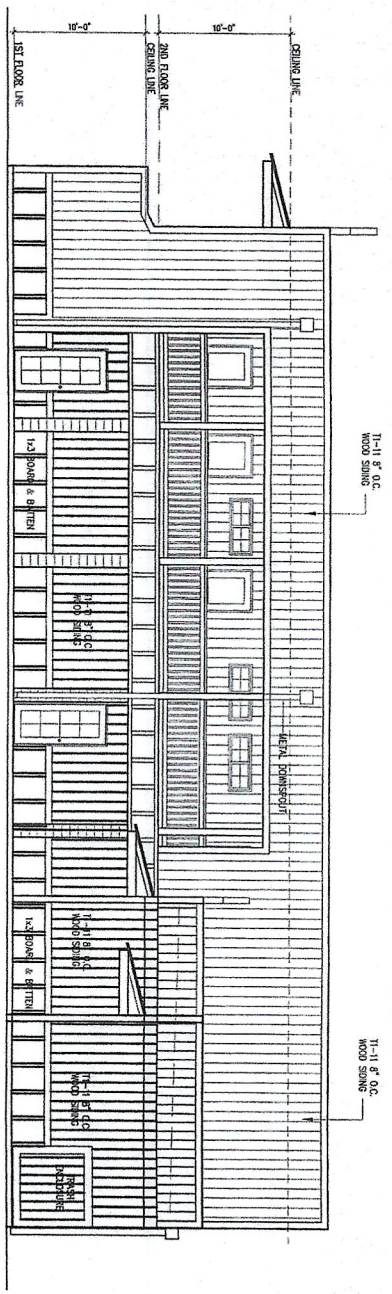 CEILING LINE
10'-0"
2ND FLOOR LINE
CEILING LINE
10'-0"
1ST FLOOR LINE
T1-11 8" O.C.
WOOD SIDING
T1-11 8" O.C.
WOOD SIDING
METAL DOWNSPOUT
T1-11 8" O.C.
WOOD SIDING
1x3 BOARD & BATTEN
T1-11 8" O.C.
WOOD SIDING
1x3 BOARD & BATTEN
T1-11 8" O.C.
WOOD SIDING
TRASH
ENCLOSURE